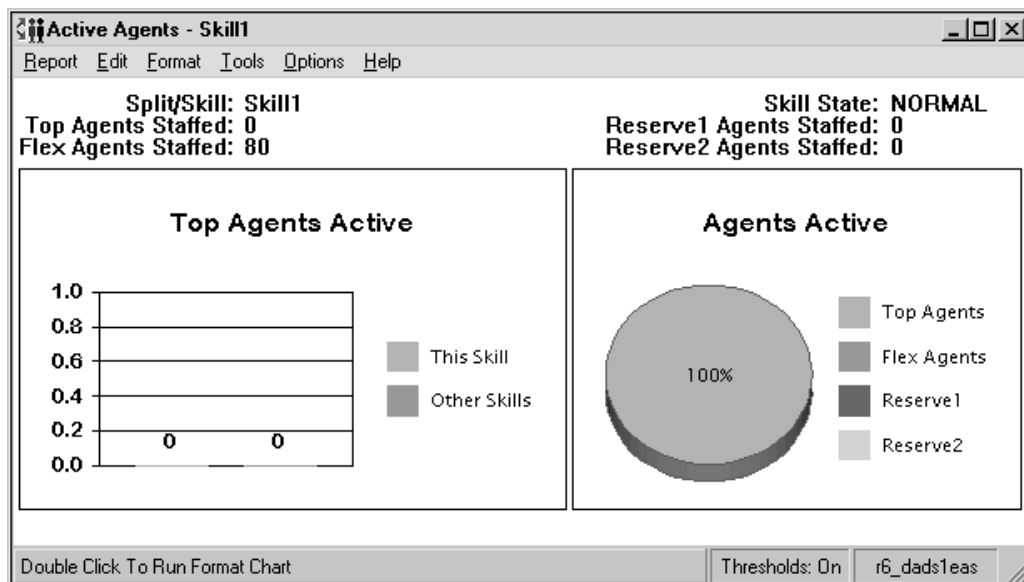 Active Agents - Skill1
Report Edit Format Tools Options Help
Split/Skill: Skill1
Top Agents Staffed: 0
Flex Agents Staffed: 80
Skill State: NORMAL
Reserve1 Agents Staffed: 0
Reserve2 Agents Staffed: 0
Top Agents Active
1.0
0.8
0.6
0.4
0.2
0.0
0 0
This Skill
Other Skills
Agents Active
100%
Top Agents
Flex Agents
Reserve1
Reserve2
Double Click To Run Format Chart
Thresholds: On
r6_dads1eas